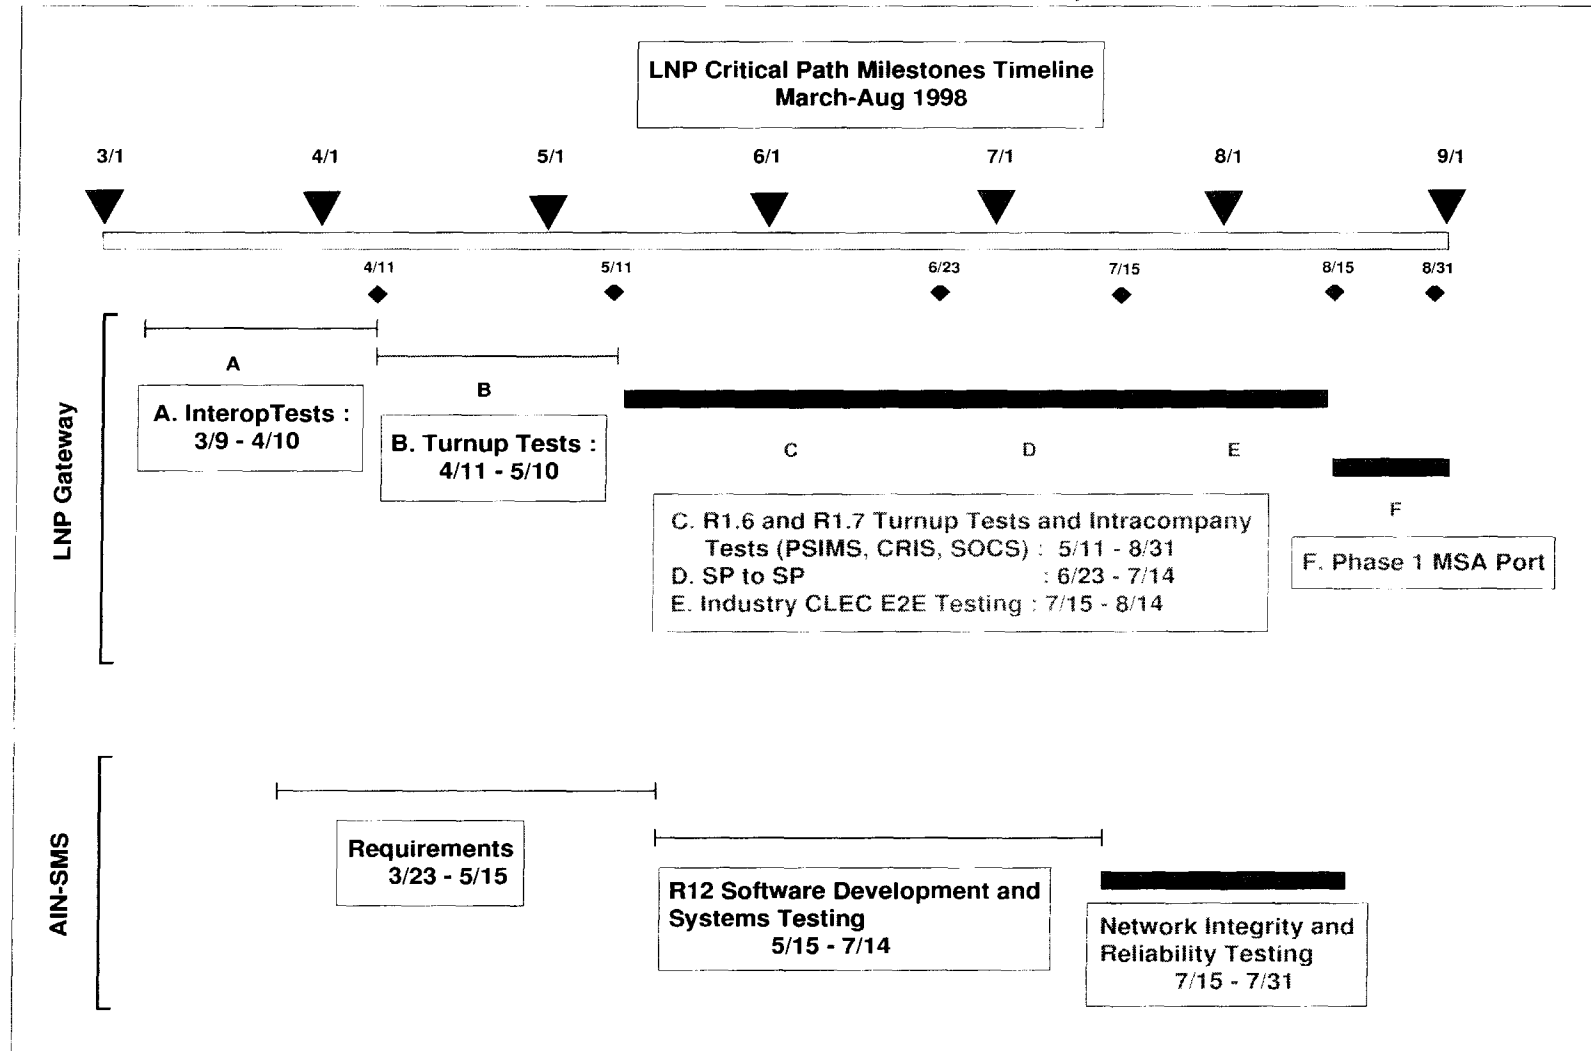 LNP Critical Path Milestones Timeline
March-Aug 1998
3/1 4/1 5/1 6/1 7/1 8/1 9/1
4/11 5/11 6/23 7/15 8/15 8/31
LNP Gateway
A
A. InteropTests :
3/9 - 4/10
B
B. Turnup Tests :
4/11 - 5/10
C D E
C. R1.6 and R1.7 Turnup Tests and Intracompany
Tests (PSIMS, CRIS, SOCS) : 5/11 - 8/31
D. SP to SP : 6/23 - 7/14
E. Industry CLEC E2E Testing : 7/15 - 8/14
F
F. Phase 1 MSA Port
AIN-SMS
Requirements
3/23 - 5/15
R12 Software Development and
Systems Testing
5/15 - 7/14
Network Integrity and
Reliability Testing
7/15 - 7/31